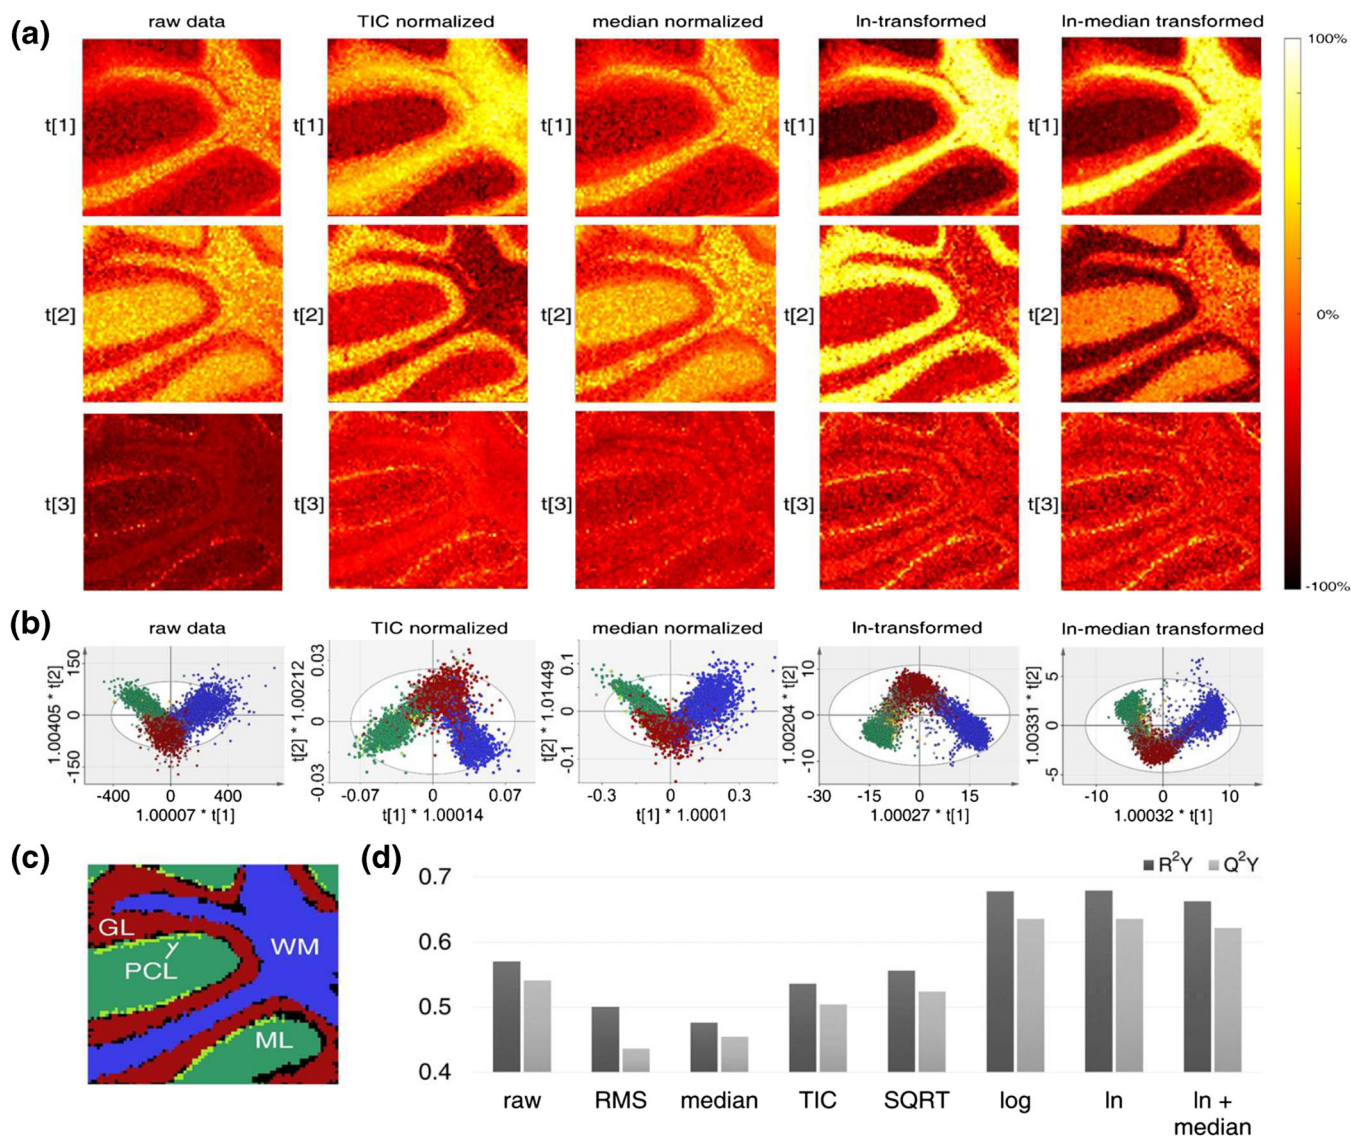 (a)
raw data
TIC normalized
median normalized
ln-transformed
ln-median transformed
t[1]
t[1]
t[1]
t[1]
t[1]
100%
t[2]
t[2]
t[2]
t[2]
t[2]
0%
t[3]
t[3]
t[3]
t[3]
t[3]
-100%
(b)
raw data
TIC normalized
median normalized
ln-transformed
ln-median transformed
1.00405 * t[2]
150
0
-150
-400
0
400
1.00007 * t[1]
t[2] * 1.00212
0.03
0
-0.03
-0.07
0
0.07
t[1] * 1.00014
t[2] * 1.01449
0.1
0
-0.1
-0.3
0
0.3
t[1] * 1.0001
1.00204 * t[2]
10
0
-10
-30
-15
0
15
1.00027 * t[1]
1.00331 * t[2]
5
0
-5
-10
0
10
1.00032 * t[1]
(c)
GL
PCL
WM
ML
(d)
R²Y
Q²Y
0.7
0.6
0.5
0.4
raw
RMS
median
TIC
SQRT
log
ln
ln +
median